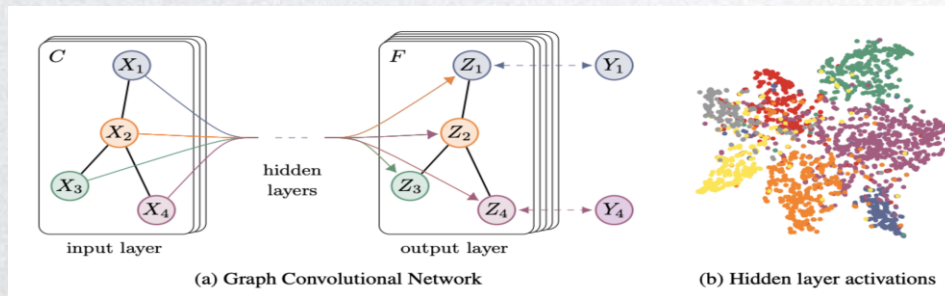 C
X1
X2
X3
X4
input layer
hidden
layers
F
Z1
Z2
Z3
Z4
output layer
Y1
Y4
(a) Graph Convolutional Network
(b) Hidden layer activations